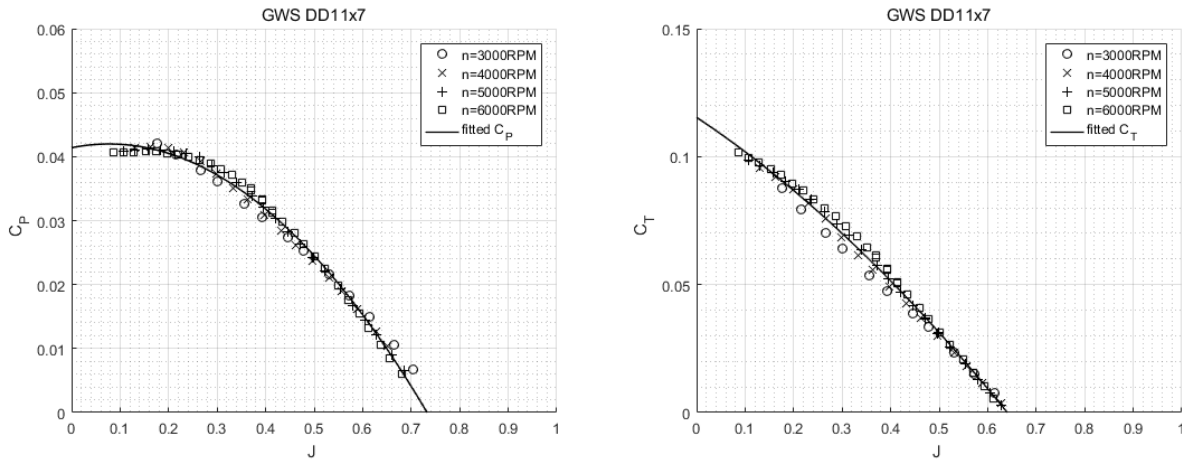 GWS DD11x7
0.06
0.05
0.04
0.03
0.02
0.01
0
C_P
n=3000RPM
n=4000RPM
n=5000RPM
n=6000RPM
fitted C_P
0 0.1 0.2 0.3 0.4 0.5 0.6 0.7 0.8 0.9 1
J
GWS DD11x7
0.15
0.1
0.05
0
C_T
n=3000RPM
n=4000RPM
n=5000RPM
n=6000RPM
fitted C_T
0 0.1 0.2 0.3 0.4 0.5 0.6 0.7 0.8 0.9 1
J